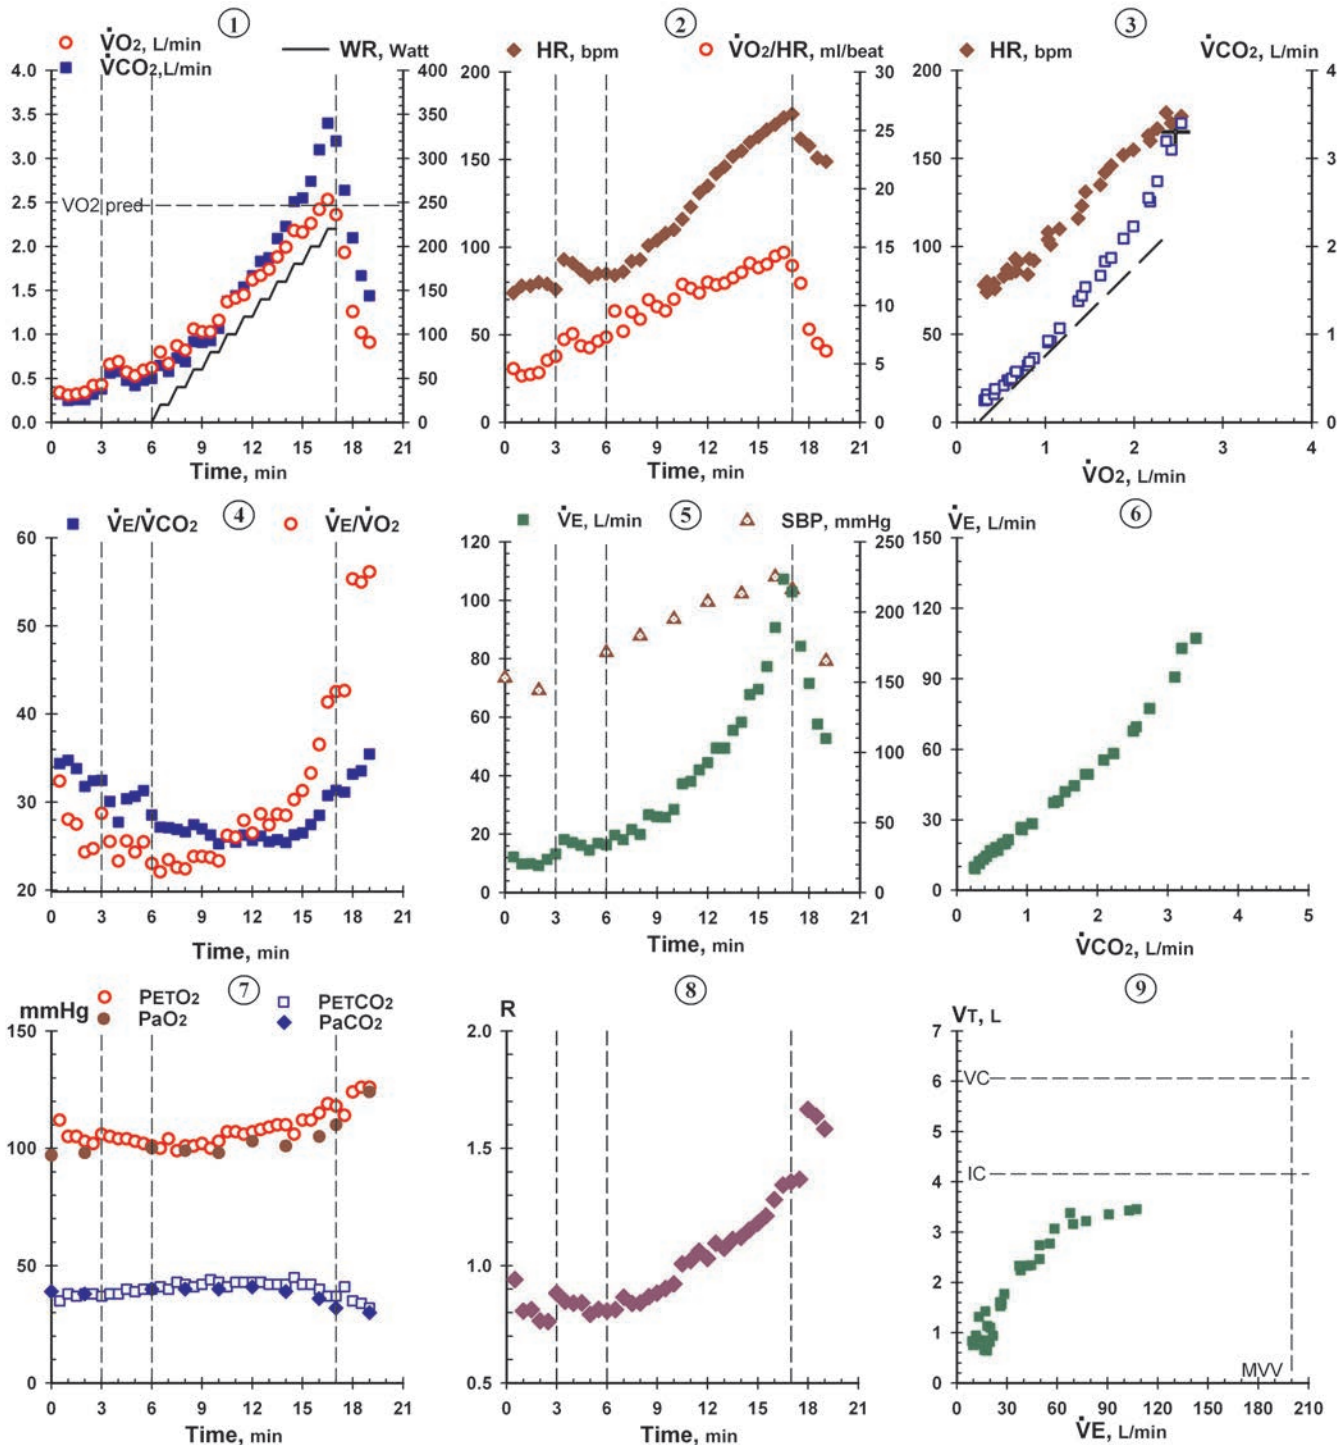 1
V̇O2, L/min
V̇CO2,L/min
WR, Watt
4.0
3.5
3.0
2.5
2.0
1.5
1.0
0.5
0.0
VO2 pred
400
350
300
250
200
150
100
50
0
0 3 6 9 12 15 18 21
Time, min
2
HR, bpm
V̇O2/HR, ml/beat
200
150
100
50
0
30
25
20
15
10
5
0
0 3 6 9 12 15 18 21
Time, min
3
HR, bpm
V̇CO2, L/min
200
150
100
50
0
4
3
2
1
0
0 1 2 3 4
V̇O2, L/min
4
V̇E/V̇CO2
V̇E/V̇O2
60
50
40
30
20
0 3 6 9 12 15 18 21
Time, min
5
V̇E, L/min
SBP, mmHg
120
100
80
60
40
20
0
250
200
150
100
50
0
0 3 6 9 12 15 18 21
Time, min
6
V̇E, L/min
150
120
90
60
30
0
0 1 2 3 4 5
V̇CO2, L/min
7
mmHg
PETO2
PaO2
PETCO2
PaCO2
150
100
50
0
0 3 6 9 12 15 18 21
Time, min
8
R
2.0
1.5
1.0
0.5
0 3 6 9 12 15 18 21
Time, min
9
VT, L
7
6
5
4
3
2
1
0
VC
IC
MVV
0 30 60 90 120 150 180 210
V̇E, L/min